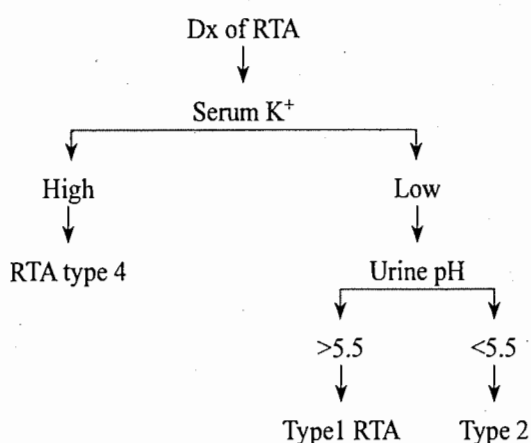 Dx of RTA
Serum K⁺
High Low
RTA type 4 Urine pH
>5.5 <5.5
Type1 RTA Type 2